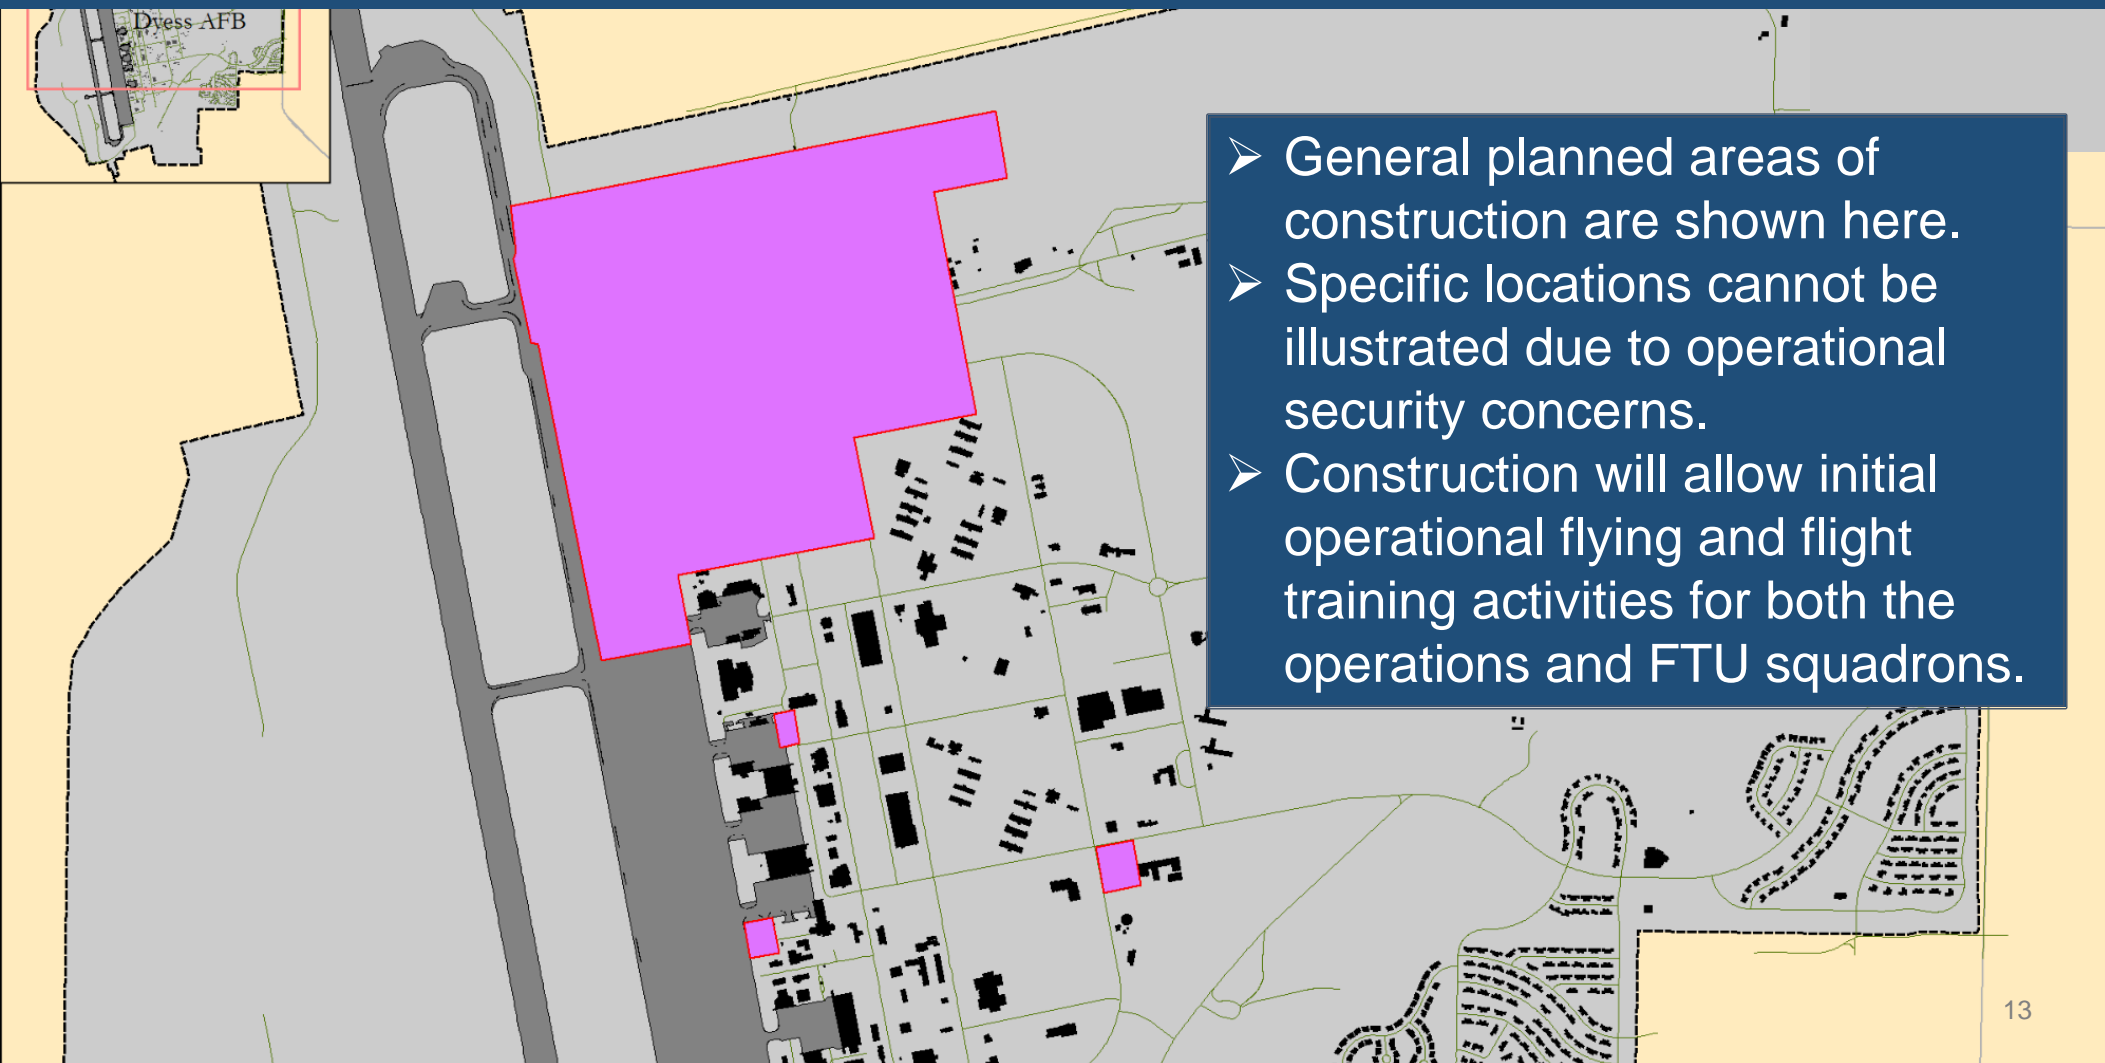 Dyess AFB
➢ General planned areas of
construction are shown here.
➢ Specific locations cannot be
illustrated due to operational
security concerns.
➢ Construction will allow initial
operational flying and flight
training activities for both the
operations and FTU squadrons.
13